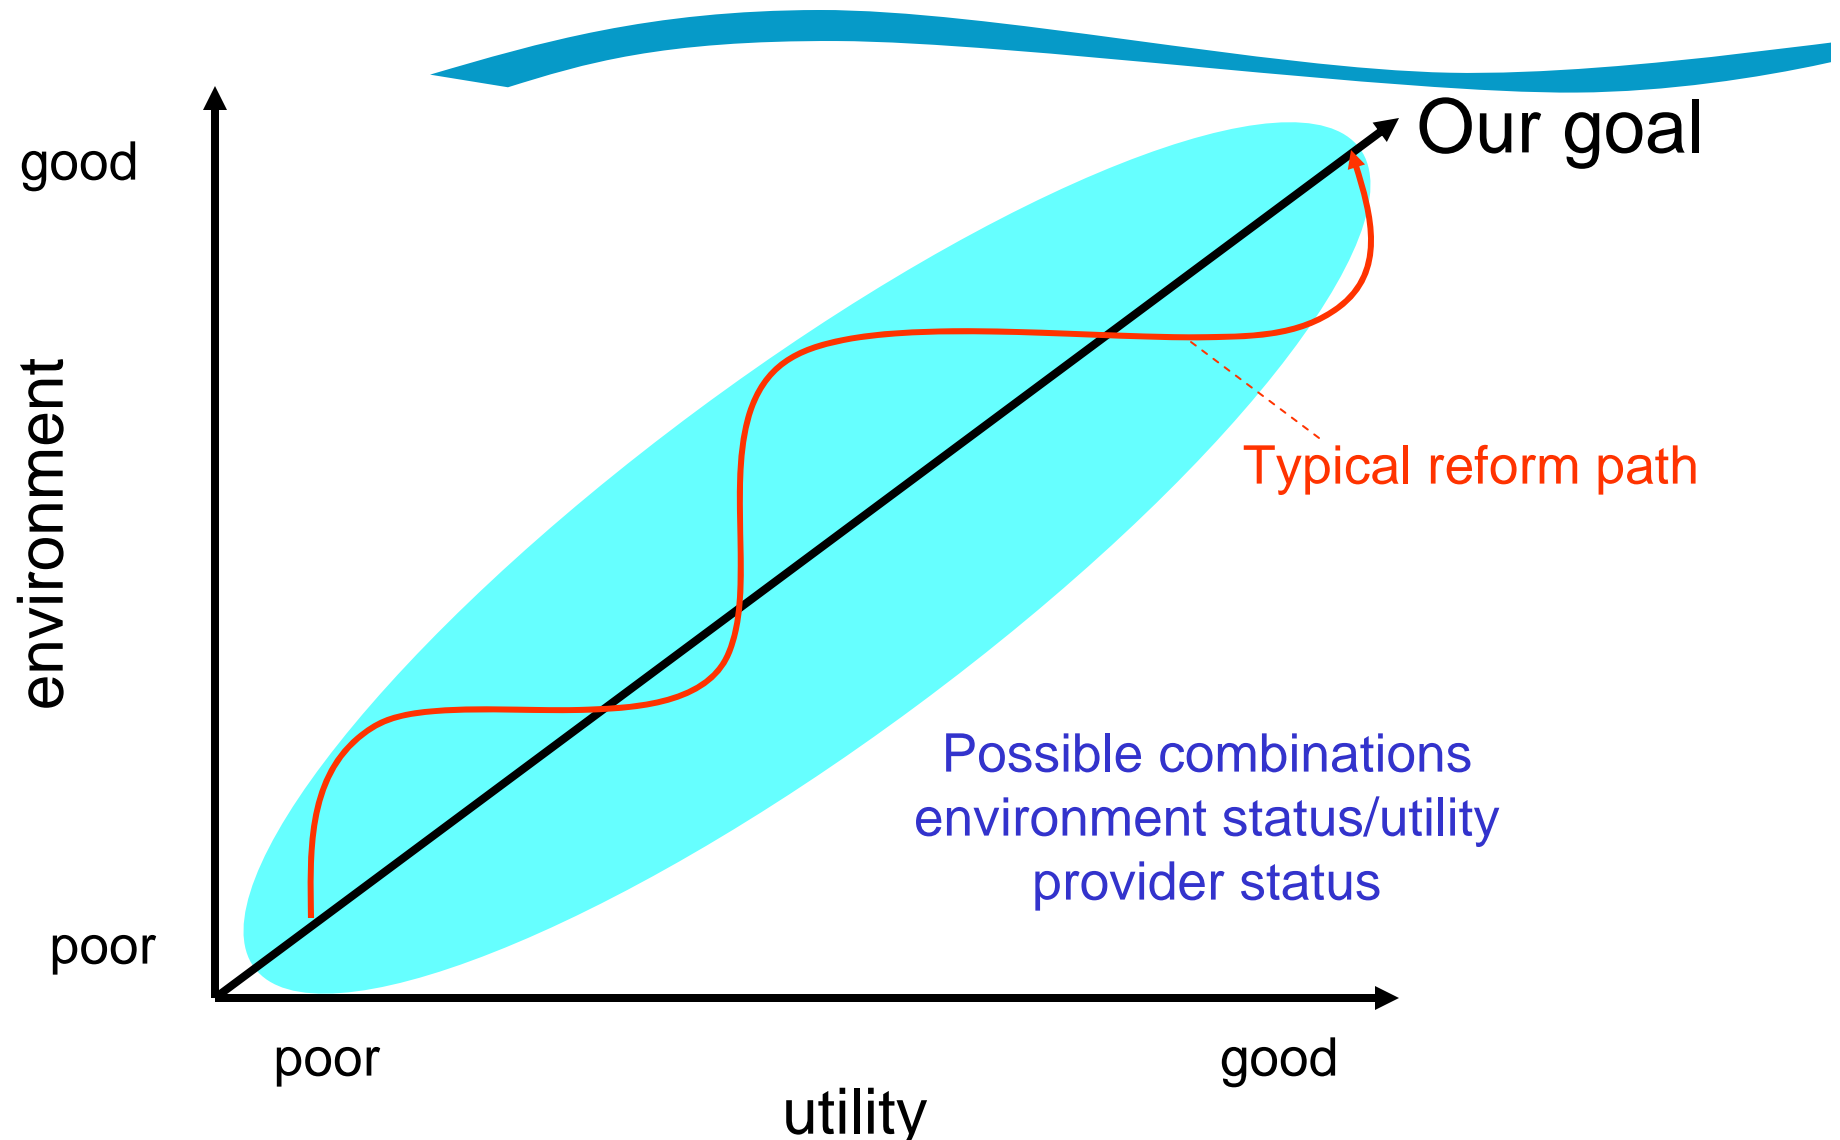 Our goal
good
environment
Typical reform path
Possible combinations
environment status/utility
provider status
poor
poor
good
utility